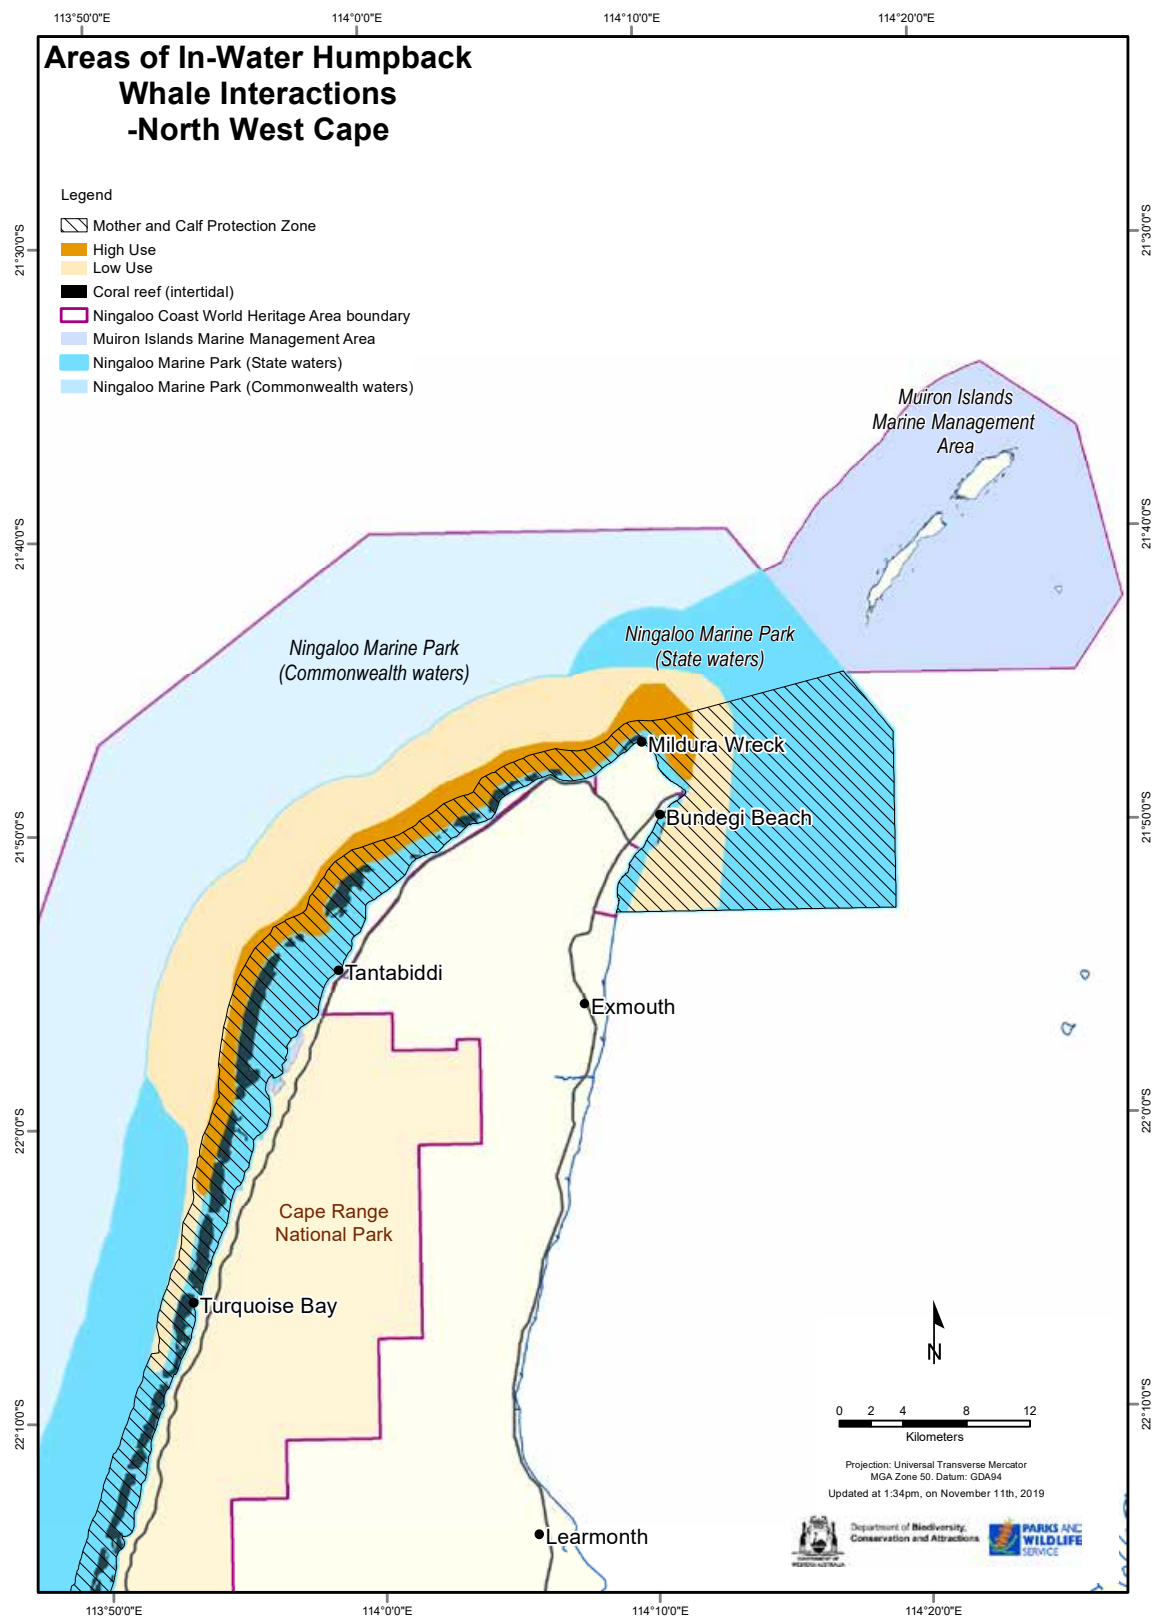 113°50'0"E
114°0'0"E
114°10'0"E
114°20'0"E
Areas of In-Water Humpback
Whale Interactions
-North West Cape
Legend
Mother and Calf Protection Zone
High Use
Low Use
Coral reef (intertidal)
Ningaloo Coast World Heritage Area boundary
Muiron Islands Marine Management Area
Ningaloo Marine Park (State waters)
Ningaloo Marine Park (Commonwealth waters)
21°30'0"S
21°30'0"S
Muiron Islands
Marine Management
Area
21°40'0"S
21°40'0"S
Ningaloo Marine Park
(State waters)
Ningaloo Marine Park
(Commonwealth waters)
Mildura Wreck
Bundegi Beach
21°50'0"S
21°50'0"S
Tantabiddi
Exmouth
22°0'0"S
22°0'0"S
Cape Range
National Park
Turquoise Bay
N
22°10'0"S
22°10'0"S
0 2 4 8 12
Kilometers
Projection: Universal Transverse Mercator
MGA Zone 50. Datum: GDA94
Updated at 1:34pm, on November 11th, 2019
Department of Biodiversity,
Conservation and Attractions
GOVERNMENT OF
WESTERN AUSTRALIA
PARKS AND
WILDLIFE
SERVICE
Learmonth
113°50'0"E
114°0'0"E
114°10'0"E
114°20'0"E